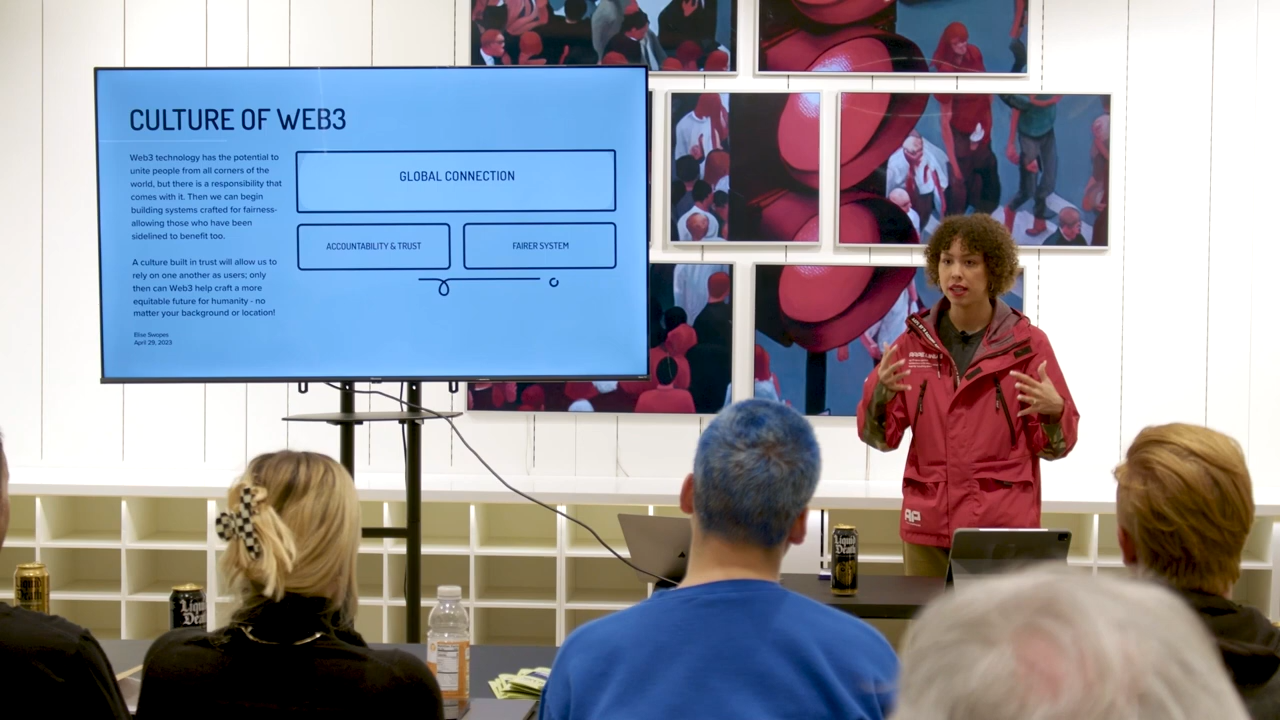 CULTURE OF WEB3
Web3 technology has the potential to
unite people from all corners of the
world, but there is a responsibility that
comes with it. Then we can begin
building systems crafted for fairness-
allowing those who have been
sidelined to benefit too.
A culture built in trust will allow us to
rely on one another as users; only
then can Web3 help craft a more
equitable future for humanity - no
matter your background or location!
Elise Swopes
April 29, 2023
GLOBAL CONNECTION
ACCOUNTABILITY & TRUST
FAIRER SYSTEM
Liquid
Death
Liquid
Death